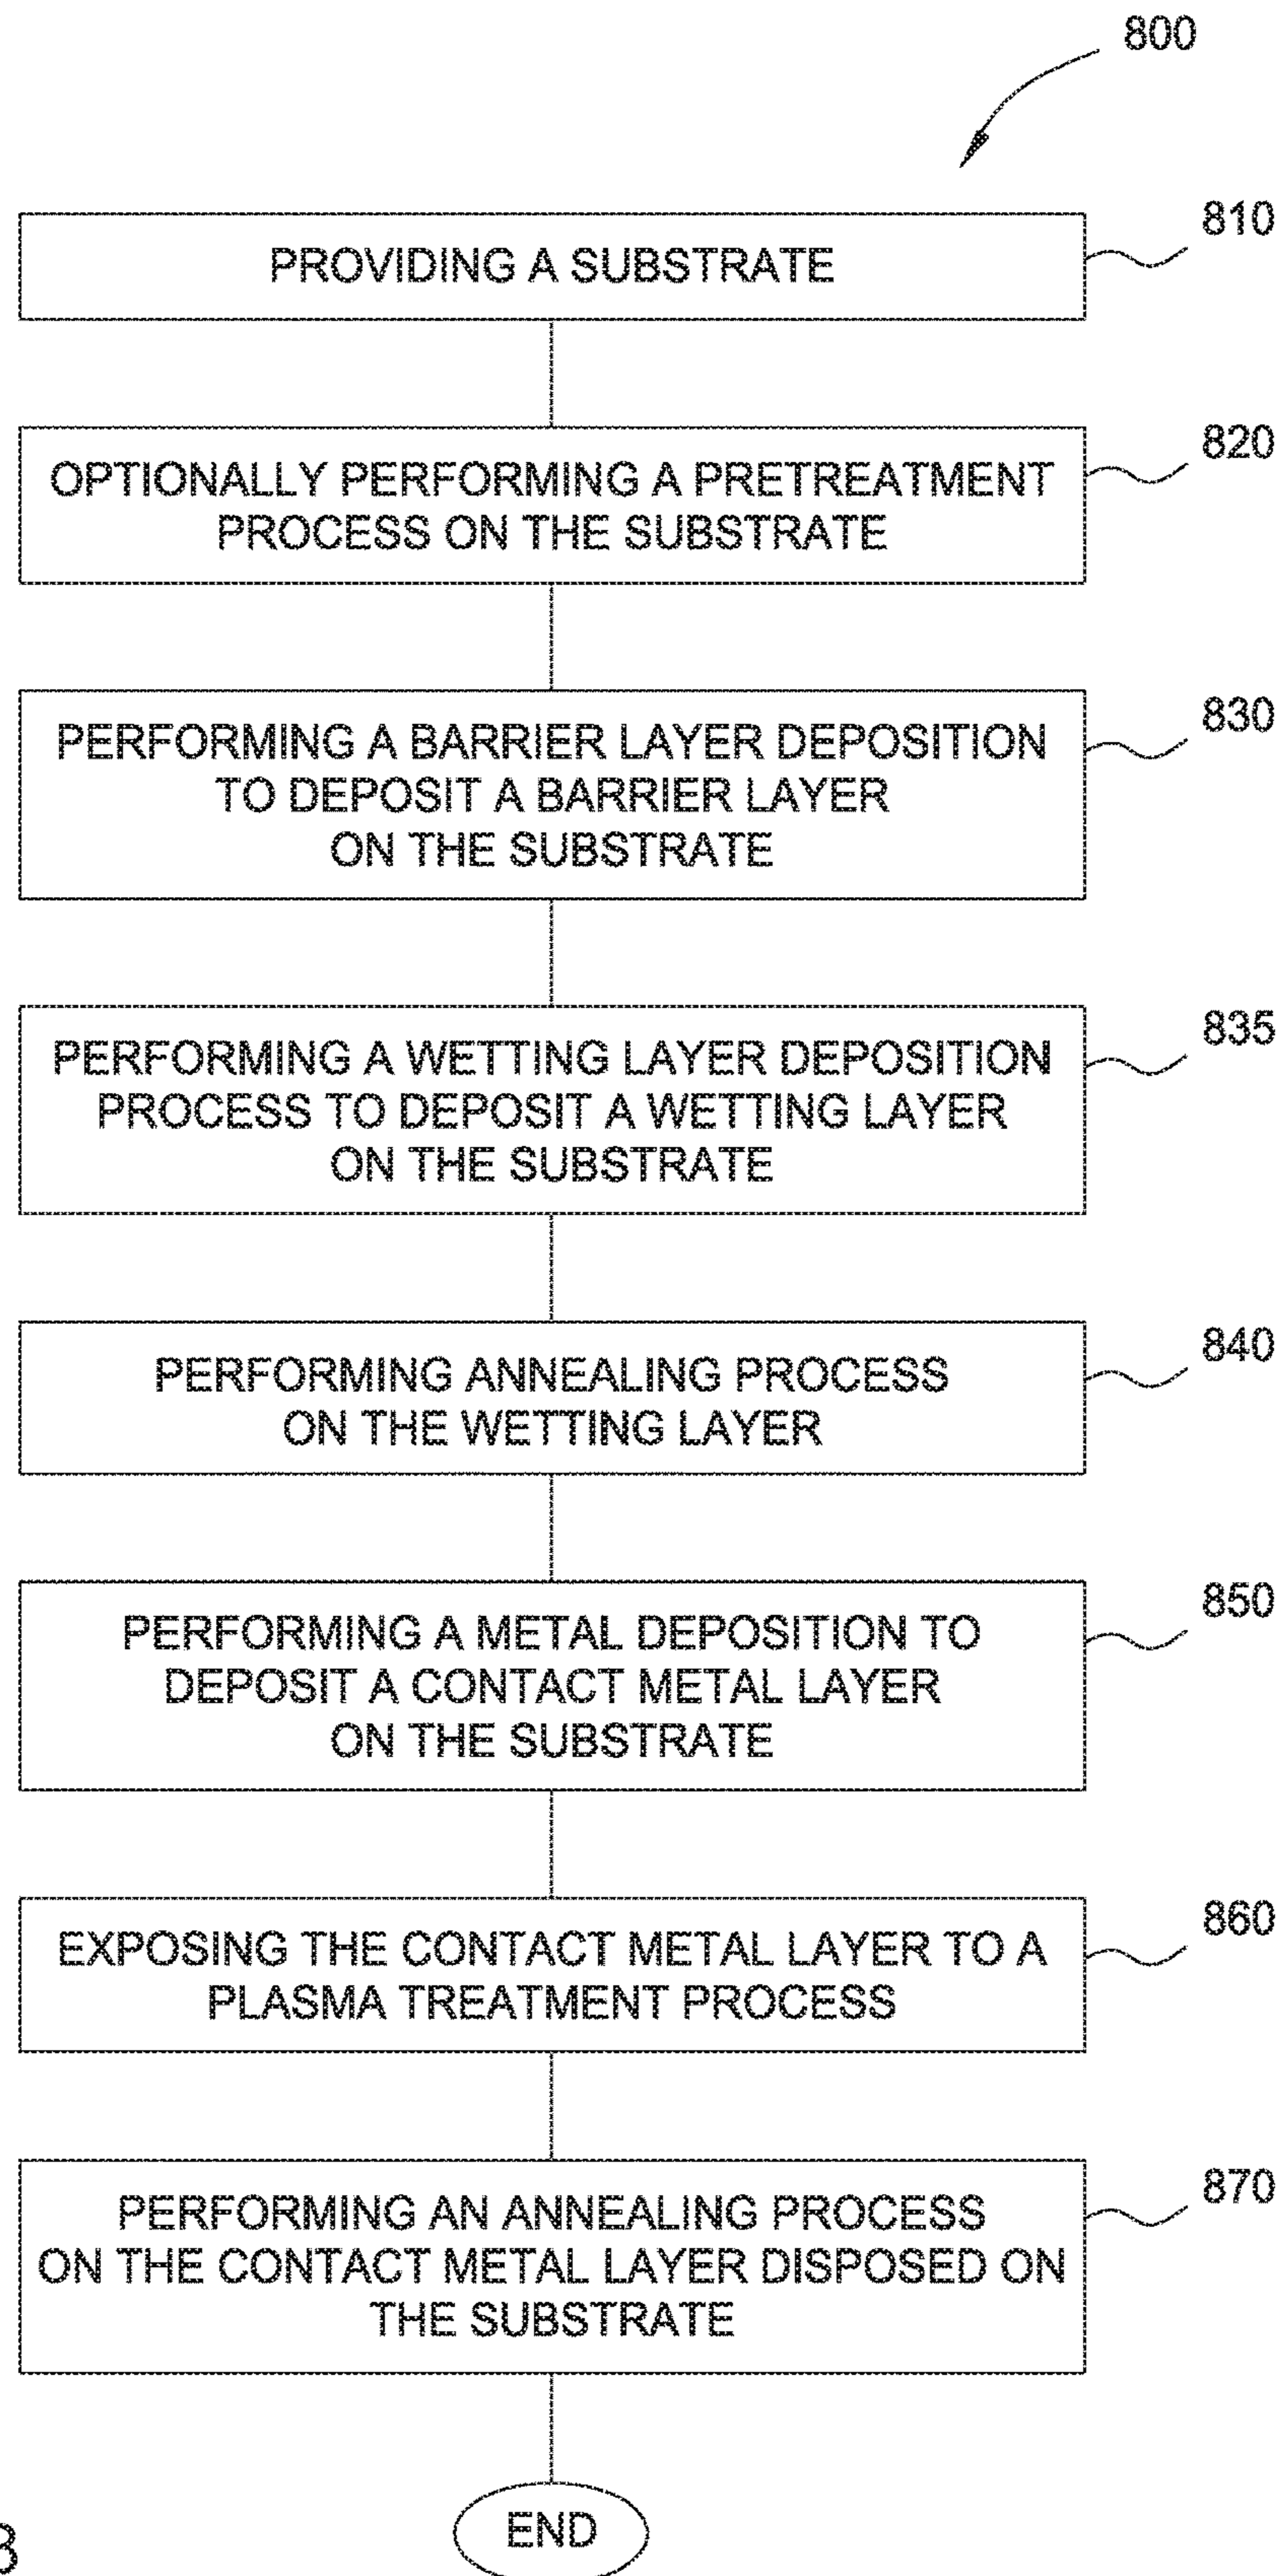 800
PROVIDING A SUBSTRATE
810
OPTIONALLY PERFORMING A PRETREATMENT
PROCESS ON THE SUBSTRATE
820
PERFORMING A BARRIER LAYER DEPOSITION
TO DEPOSIT A BARRIER LAYER
ON THE SUBSTRATE
830
PERFORMING A WETTING LAYER DEPOSITION
PROCESS TO DEPOSIT A WETTING LAYER
ON THE SUBSTRATE
835
PERFORMING ANNEALING PROCESS
ON THE WETTING LAYER
840
PERFORMING A METAL DEPOSITION TO
DEPOSIT A CONTACT METAL LAYER
ON THE SUBSTRATE
850
EXPOSING THE CONTACT METAL LAYER TO A
PLASMA TREATMENT PROCESS
860
PERFORMING AN ANNEALING PROCESS
ON THE CONTACT METAL LAYER DISPOSED ON
THE SUBSTRATE
870
END